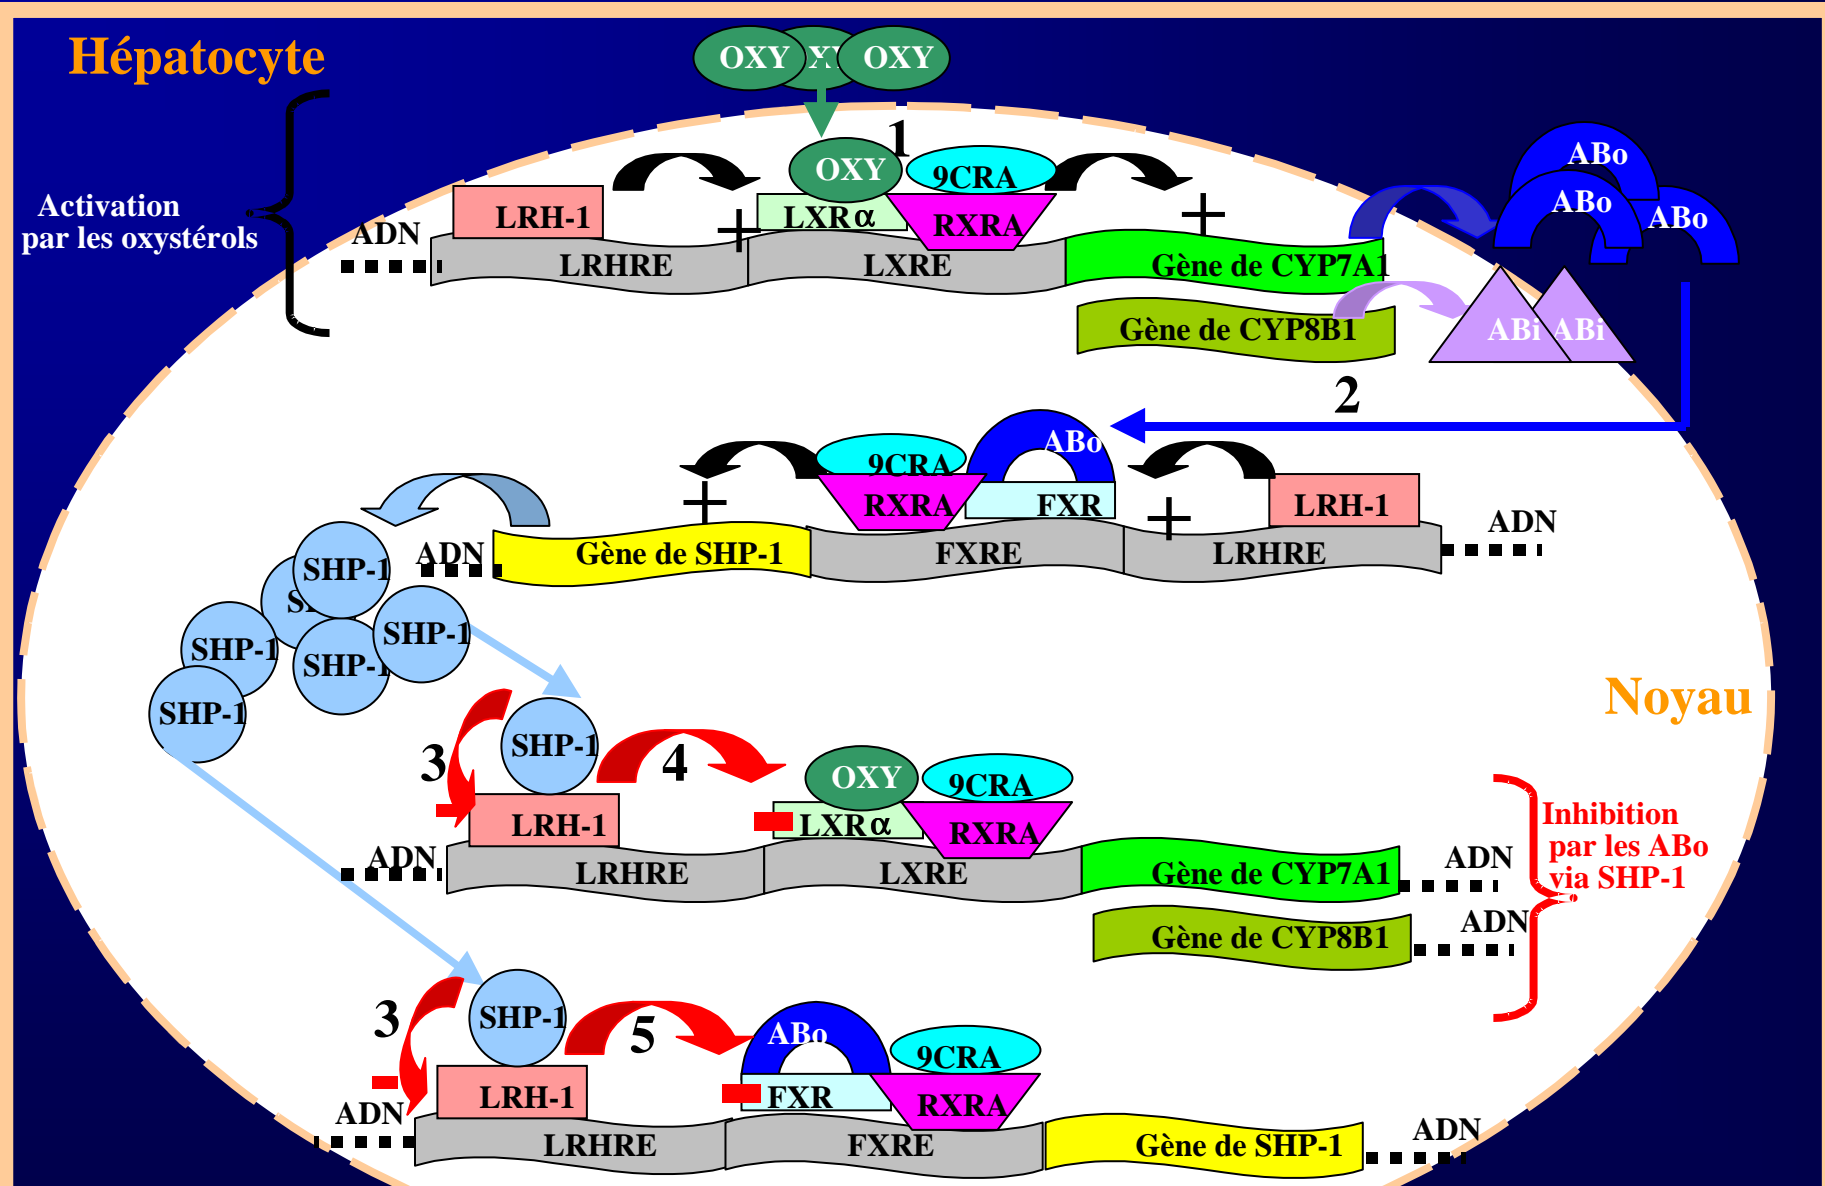 Hépatocyte
OXY OXY
1
OXY 9CRA
Activation
par les oxystérols
ADN
LRH-1
+
LXRα
RXRA
+
LRHRE LXRE Gène de CYP7A1
Gène de CYP8B1
ABo
ABo
ABo
ABi ABi
2
9CRA
ABo
+
RXRA
FXR
+
LRH-1
ADN
ADN
Gène de SHP-1 FXRE LRHRE
SHP-1
SHP-1
SHP-1
SHP-1
SHP-1
Noyau
3
SHP-1
4
OXY
9CRA
LRH-1
LXRα
RXRA
ADN
LRHRE LXRE Gène de CYP7A1
ADN
Gène de CYP8B1
ADN
Inhibition
par les ABo
via SHP-1
3
SHP-1
5
ABo
9CRA
LRH-1
FXR
RXRA
ADN
LRHRE FXRE Gène de SHP-1
ADN